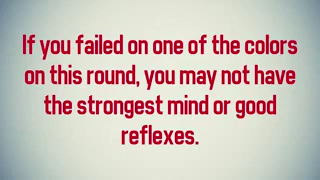 If you failed on one of the colors
on this round, you may not have
the strongest mind or good
reflexes.